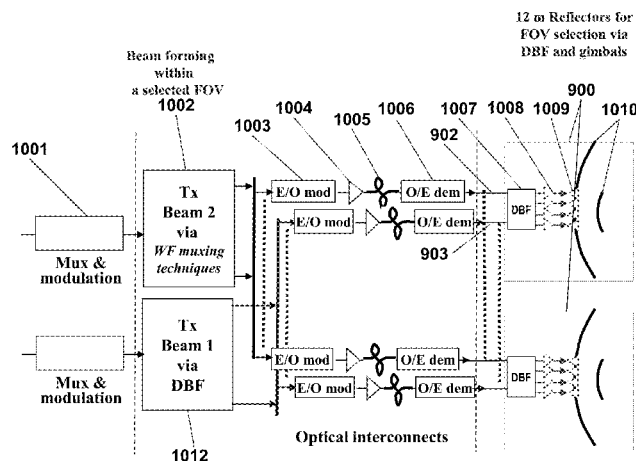 12 m Reflectors for
FOV selection via
DBF and gimbals
Beam forming
within
a selected FOV
1002
1004 1005 1006 1007 1008 1009 900 1010
1003
902
1001
Tx
Beam 2
via
WF muxing
techniques
E/O mod
O/E dem
DBF
E/O mod
O/E dem
903
Mux &
modulation
900
Tx
Beam 1
via
DBF
E/O mod
O/E dem
DBF
E/O mod
O/E dem
Mux &
modulation
1012
Optical interconnects